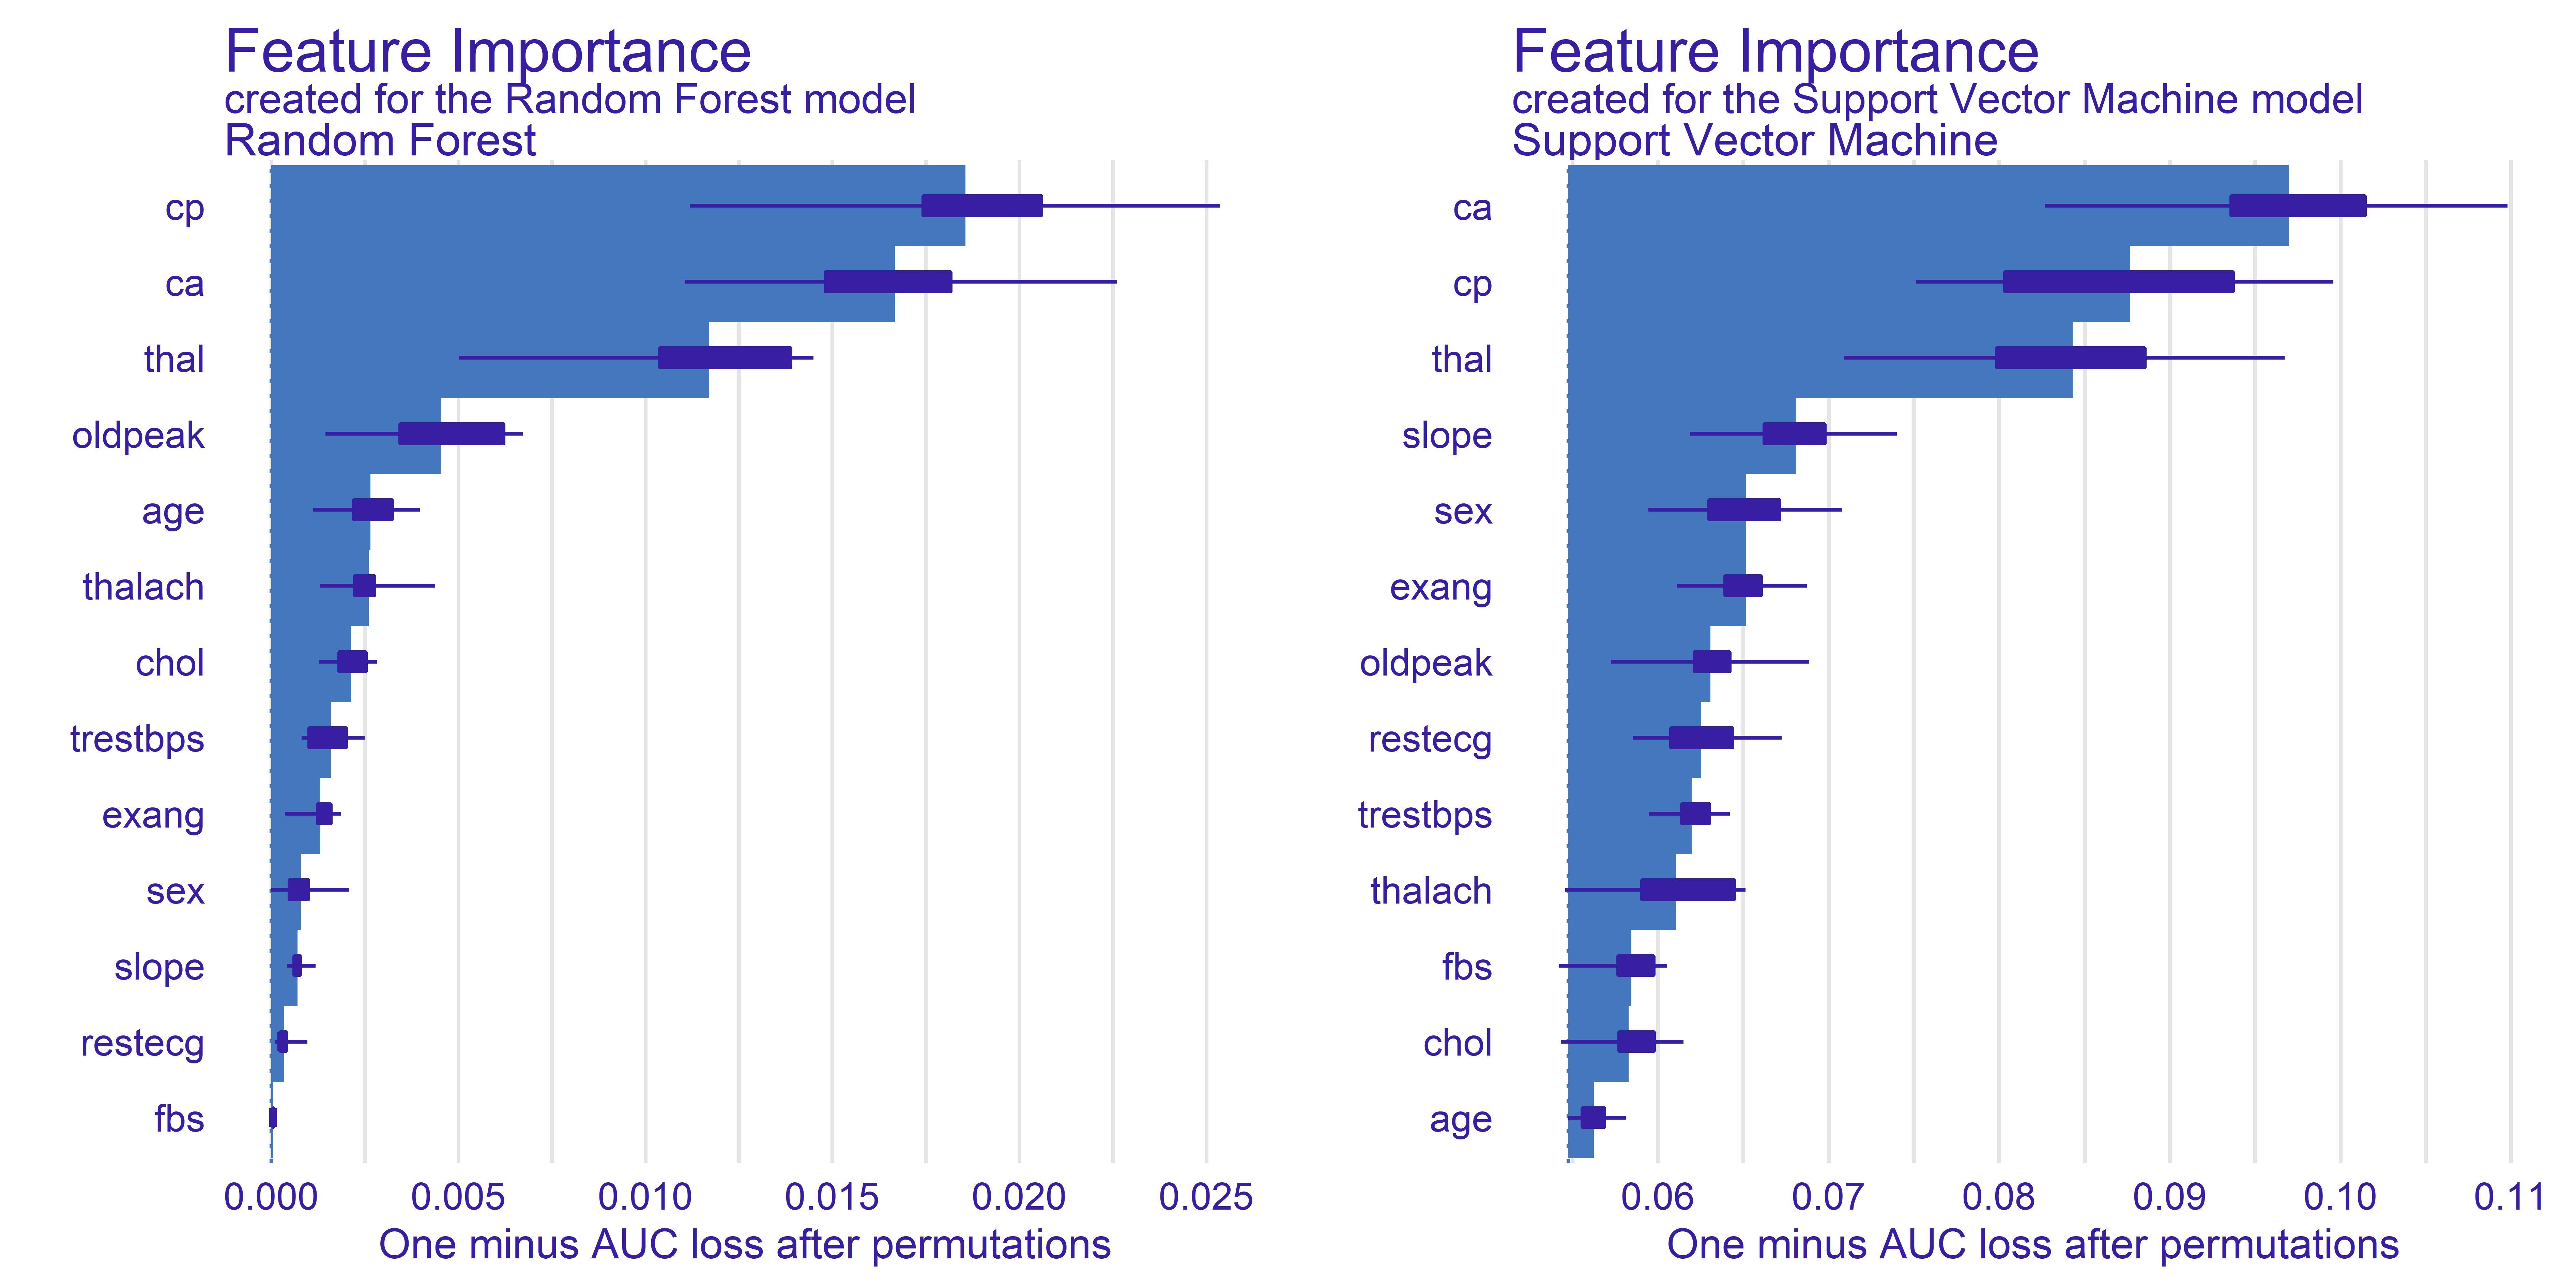 Feature Importance
created for the Random Forest model
Random Forest
cp
ca
thal
oldpeak
age
thalach
chol
trestbps
exang
sex
slope
restecg
fbs
0.000 0.005 0.010 0.015 0.020 0.025
One minus AUC loss after permutations
Feature Importance
created for the Support Vector Machine model
Support Vector Machine
ca
cp
thal
slope
sex
exang
oldpeak
restecg
trestbps
thalach
fbs
chol
age
0.06 0.07 0.08 0.09 0.10 0.11
One minus AUC loss after permutations